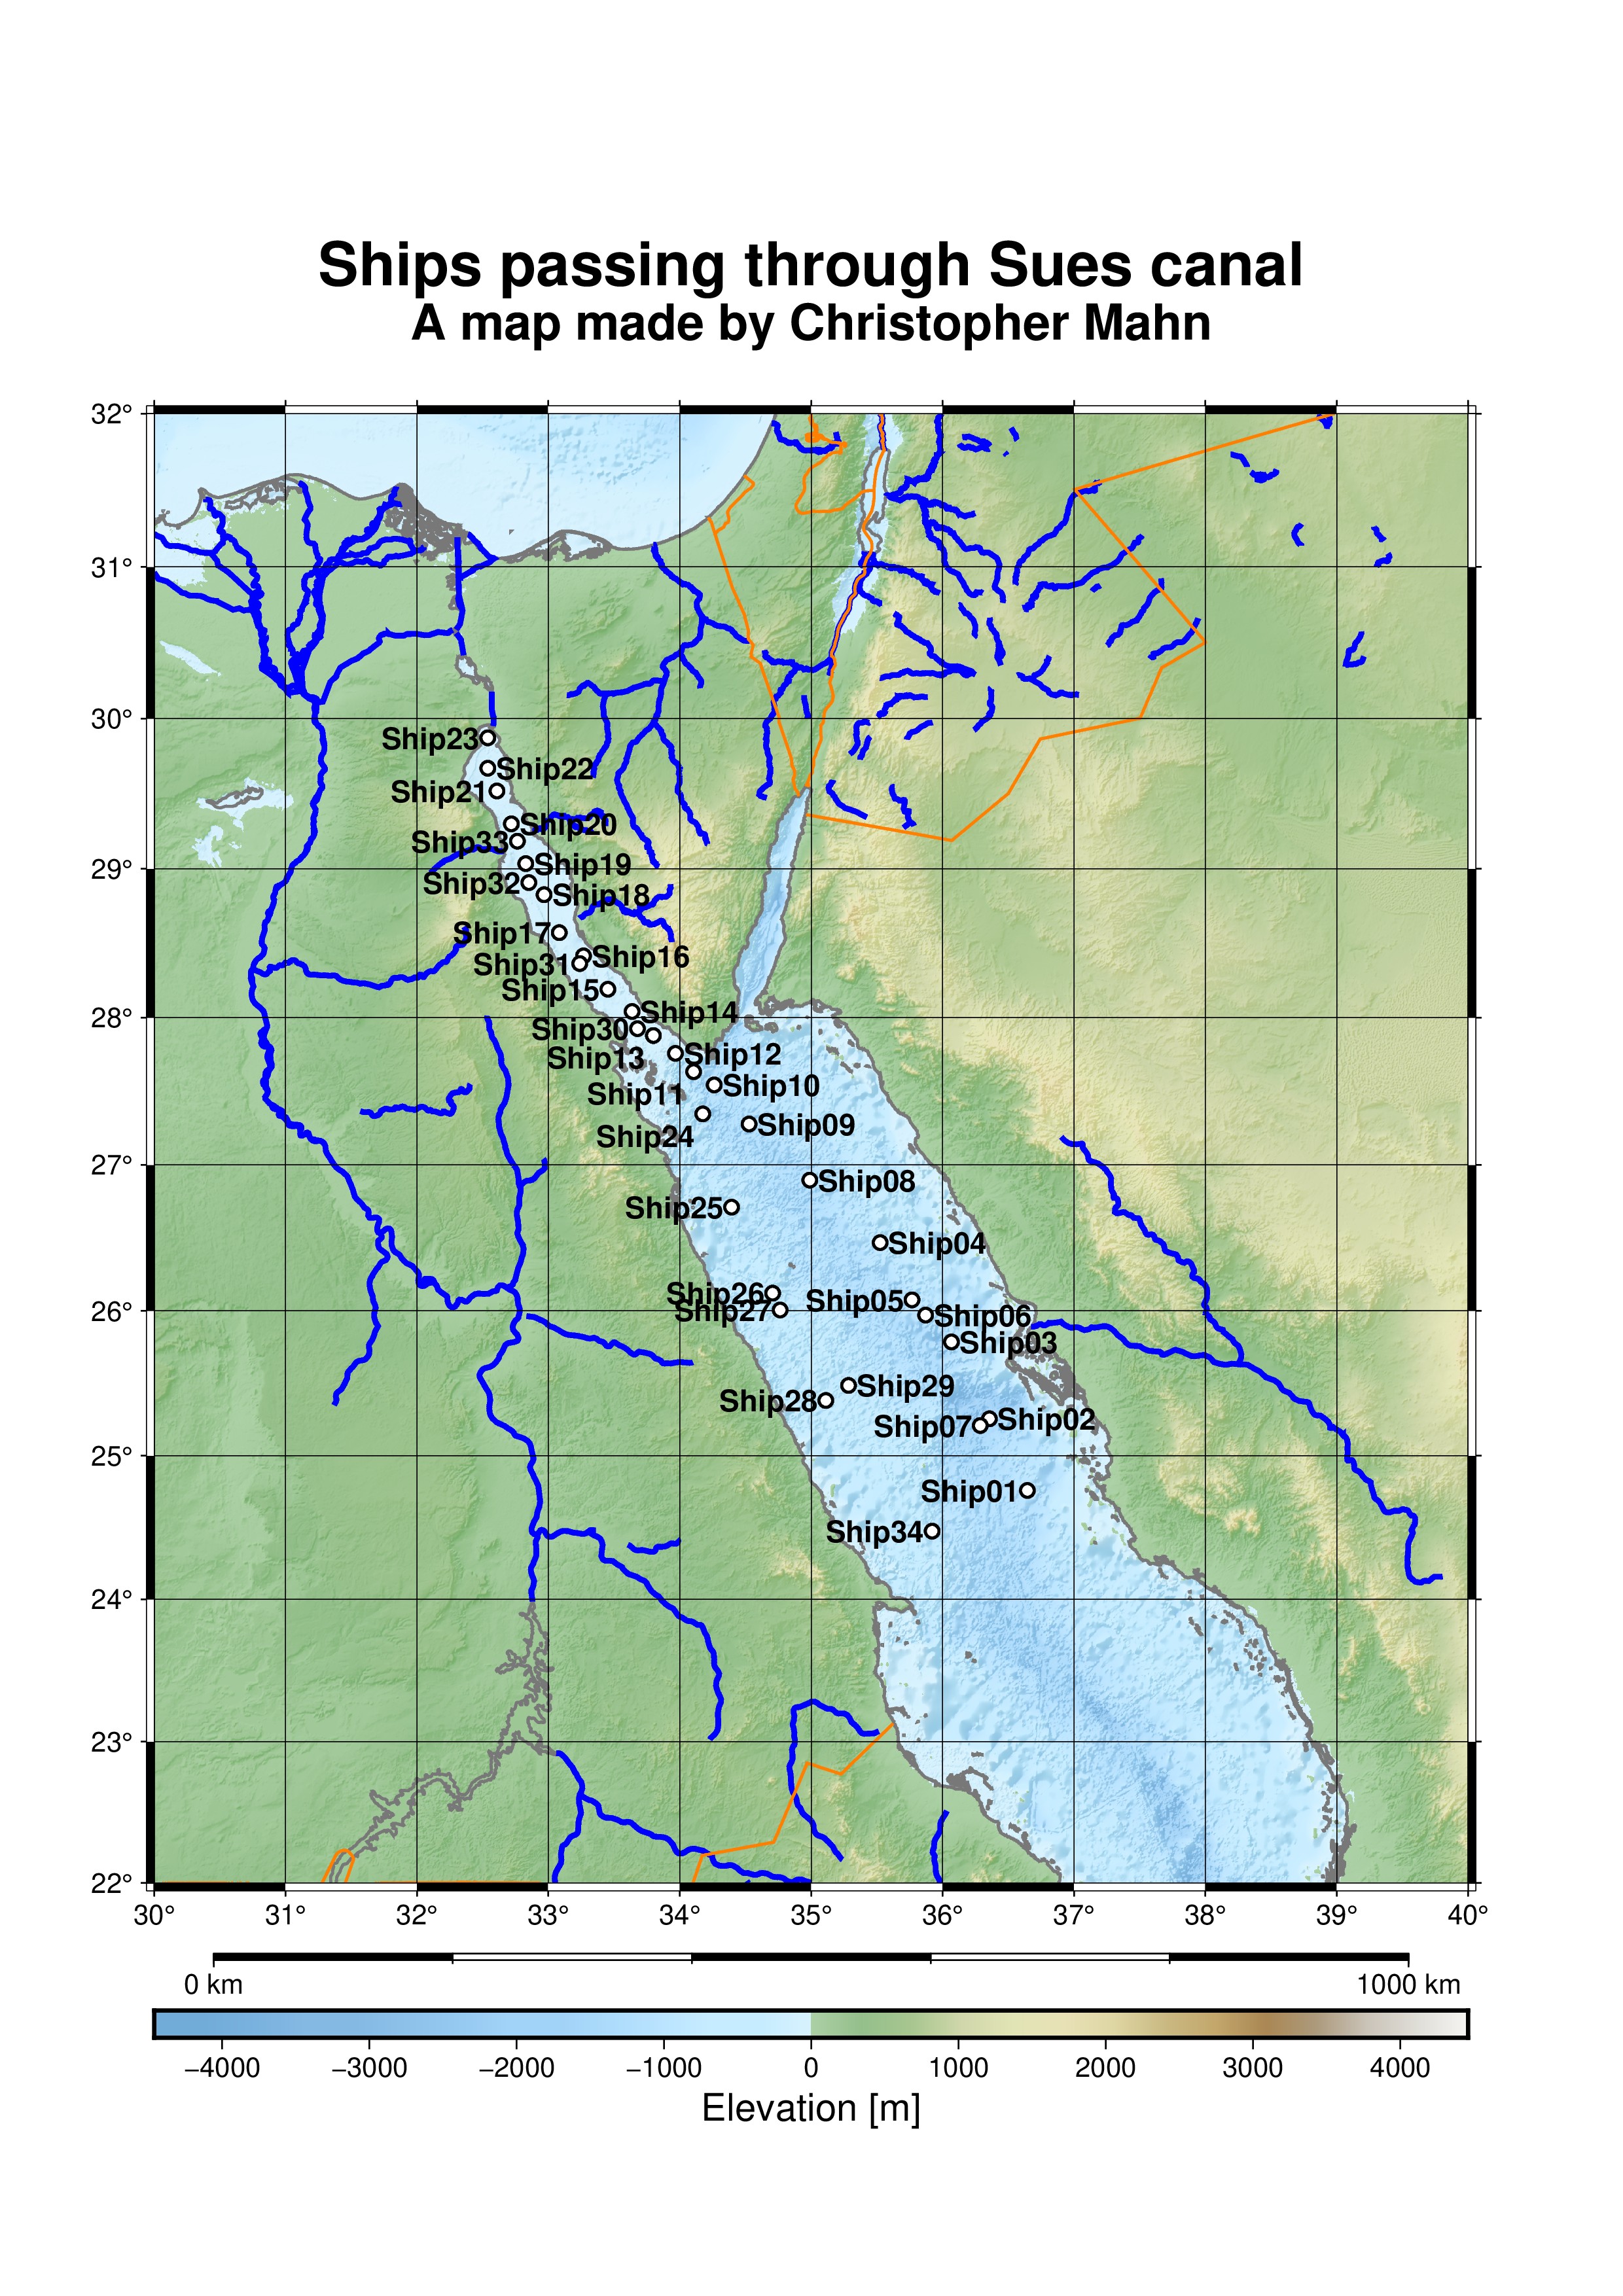 Ships passing through Sues canal
A map made by Christopher Mahn
32°
31°
30°
Ship23
Ship22
Ship21
Ship20
Ship33
29°
Ship19
Ship32
Ship18
Ship17
Ship16
Ship31
Ship15
28°
Ship14
Ship30
Ship12
Ship13
Ship10
Ship11
Ship09
Ship24
27°
Ship08
Ship25
Ship04
Ship26
Ship05
26°
Ship27
Ship06
Ship03
Ship29
Ship28
Ship02
Ship07
25°
Ship01
Ship34
24°
23°
22°
30° 31° 32° 33° 34° 35° 36° 37° 38° 39° 40°
0 km 1000 km
−4000 −3000 −2000 −1000 0 1000 2000 3000 4000
Elevation [m]